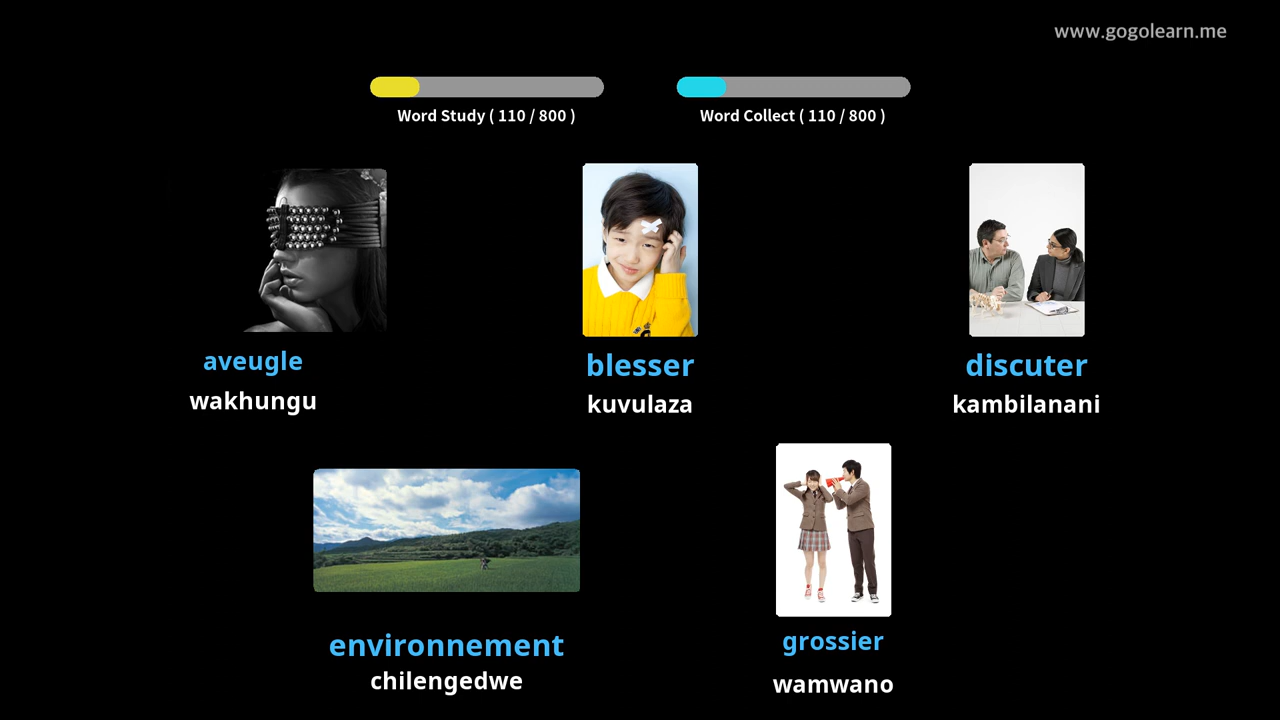 www.gogolearn.me
Word Study ( 110 / 800 )
Word Collect ( 110 / 800 )
aveugle
wakhungu
blesser
kuvulaza
discuter
kambilanani
environnement
chilengedwe
grossier
wamwano